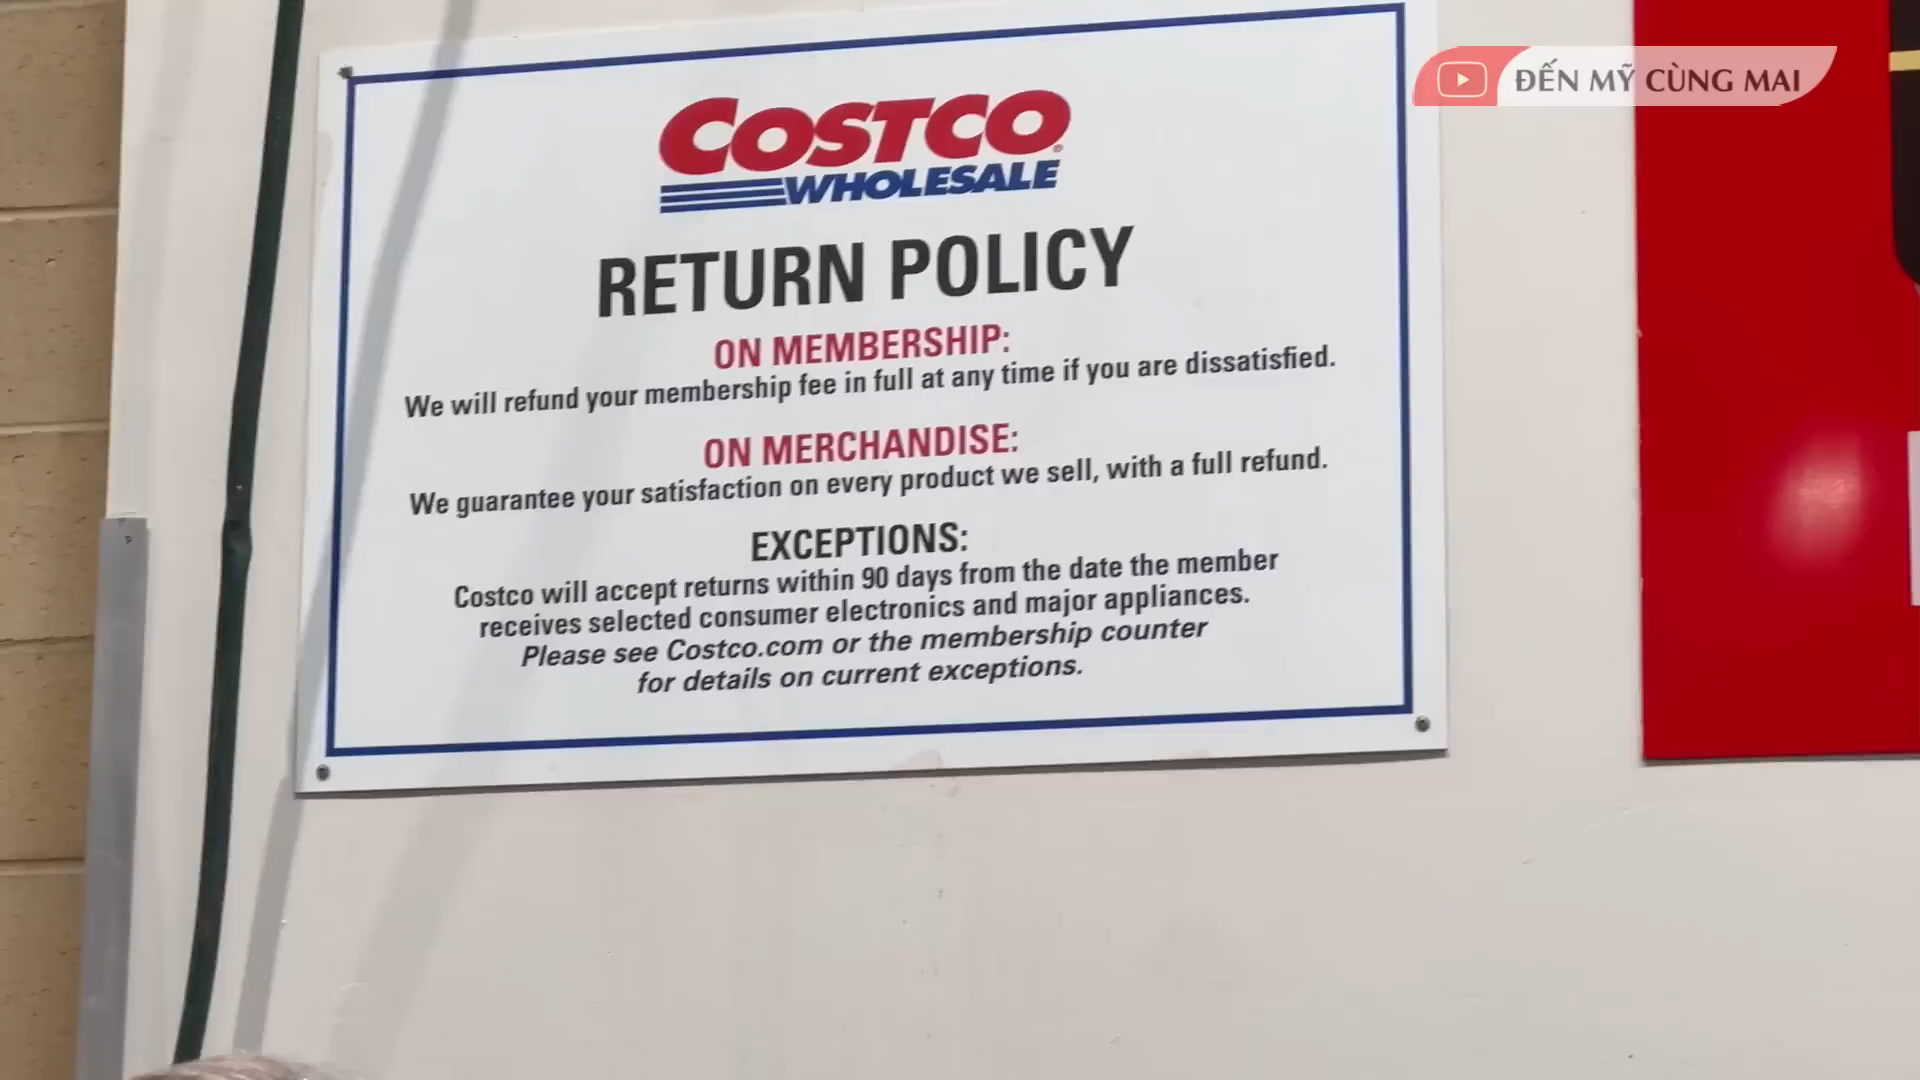 ĐẾN MỸ CÙNG MAI
COSTCO
WHOLESALE
RETURN POLICY
ON MEMBERSHIP:
We will refund your membership fee in full at any time if you are dissatisfied.
ON MERCHANDISE:
We guarantee your satisfaction on every product we sell, with a full refund.
EXCEPTIONS:
Costco will accept returns within 90 days from the date the member
receives selected consumer electronics and major appliances.
Please see Costco.com or the membership counter
for details on current exceptions.